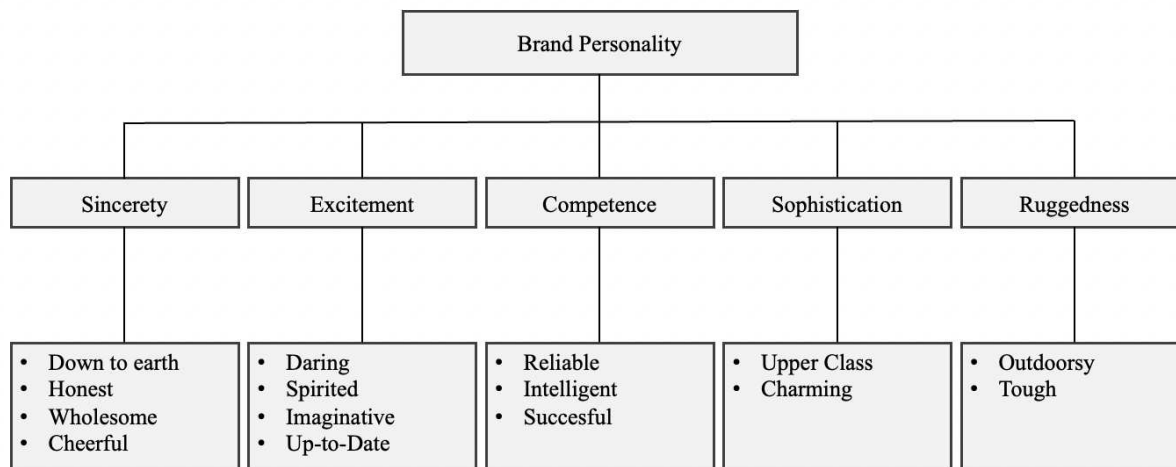 Brand Personality
Sincerety
Excitement
Competence
Sophistication
Ruggedness
• Down to earth
• Honest
• Wholesome
• Cheerful
• Daring
• Spirited
• Imaginative
• Up-to-Date
• Reliable
• Intelligent
• Succesful
• Upper Class
• Charming
• Outdoorsy
• Tough